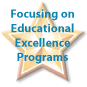 Focusing on
Educational
Excellence
Programs